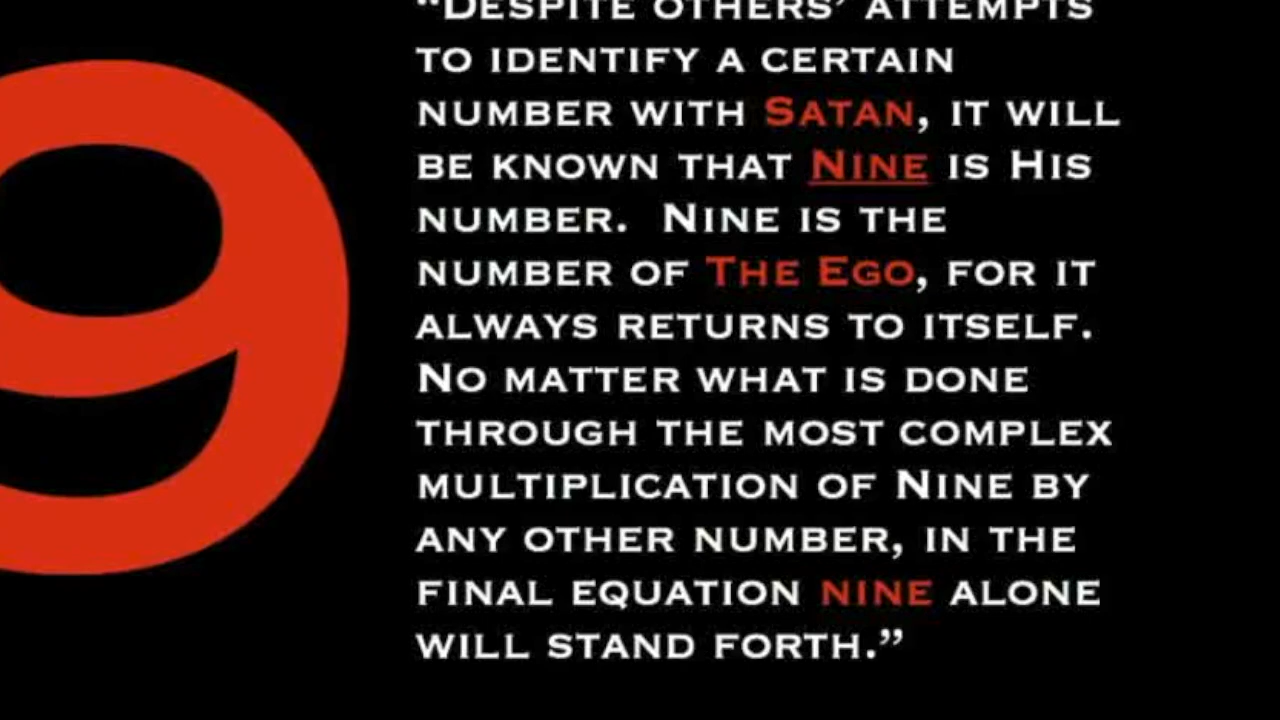 “DESPITE OTHERS’ ATTEMPTS
TO IDENTIFY A CERTAIN
NUMBER WITH SATAN, IT WILL
BE KNOWN THAT NINE IS HIS
NUMBER.  NINE IS THE
NUMBER OF THE EGO, FOR IT
ALWAYS RETURNS TO ITSELF.
NO MATTER WHAT IS DONE
THROUGH THE MOST COMPLEX
MULTIPLICATION OF NINE BY
ANY OTHER NUMBER, IN THE
FINAL EQUATION NINE ALONE
WILL STAND FORTH.”
9